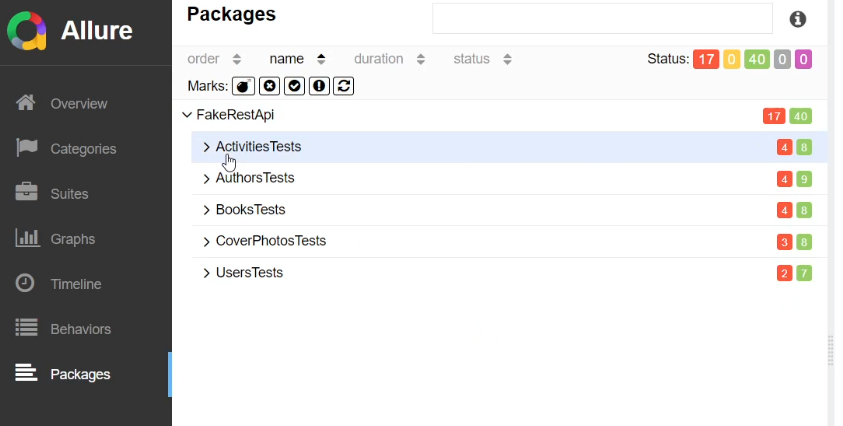 Allure
Overview
Categories
Suites
Graphs
Timeline
Behaviors
Packages
Packages
order name duration status Status: 17 0 40 0 0
Marks:
FakeRestApi 17 40
ActivitiesTests 4 8
AuthorsTests 4 9
BooksTests 4 8
CoverPhotosTests 3 8
UsersTests 2 7